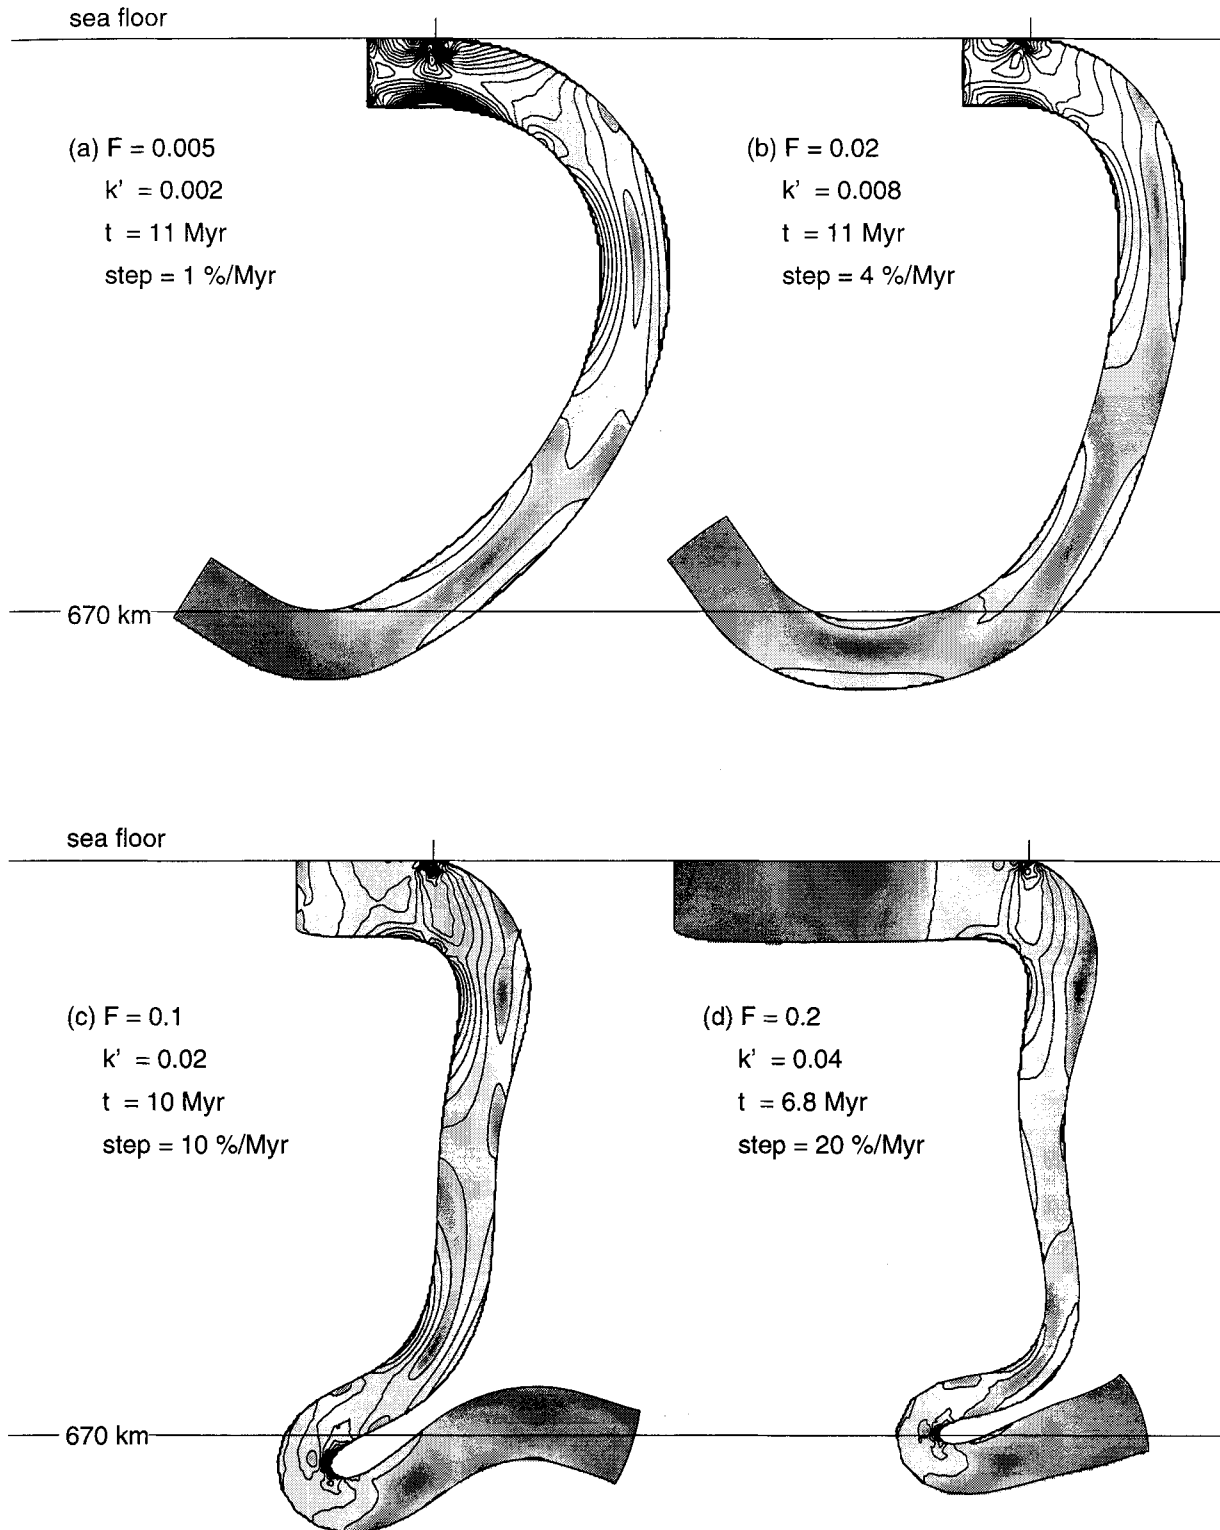 sea floor
(a) F = 0.005
k' = 0.002
t = 11 Myr
step = 1 %/Myr
(b) F = 0.02
k' = 0.008
t = 11 Myr
step = 4 %/Myr
670 km
sea floor
(c) F = 0.1
k' = 0.02
t = 10 Myr
step = 10 %/Myr
(d) F = 0.2
k' = 0.04
t = 6.8 Myr
step = 20 %/Myr
670 km